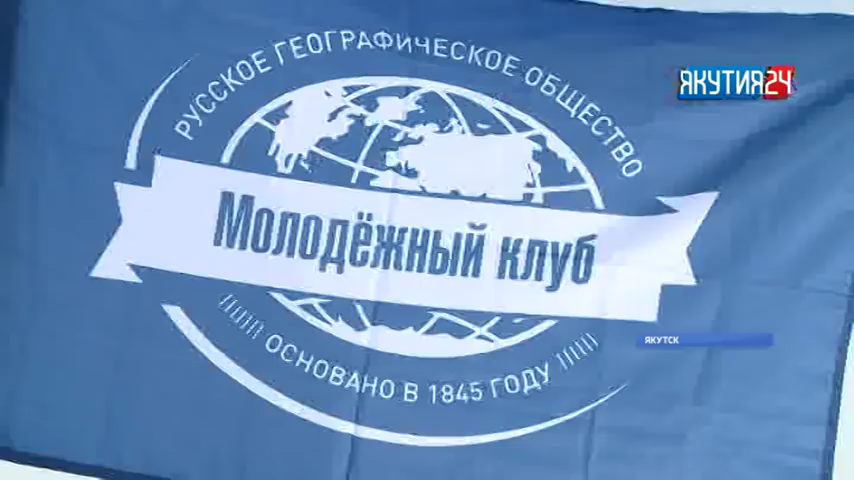 РУССКОЕ ГЕОГРАФИЧЕСКОЕ ОБЩЕСТВО
ЯКУТИЯ24
Молодёжный клуб
ЯКУТСК
ОСНОВАНО В 1845 ГОДУ